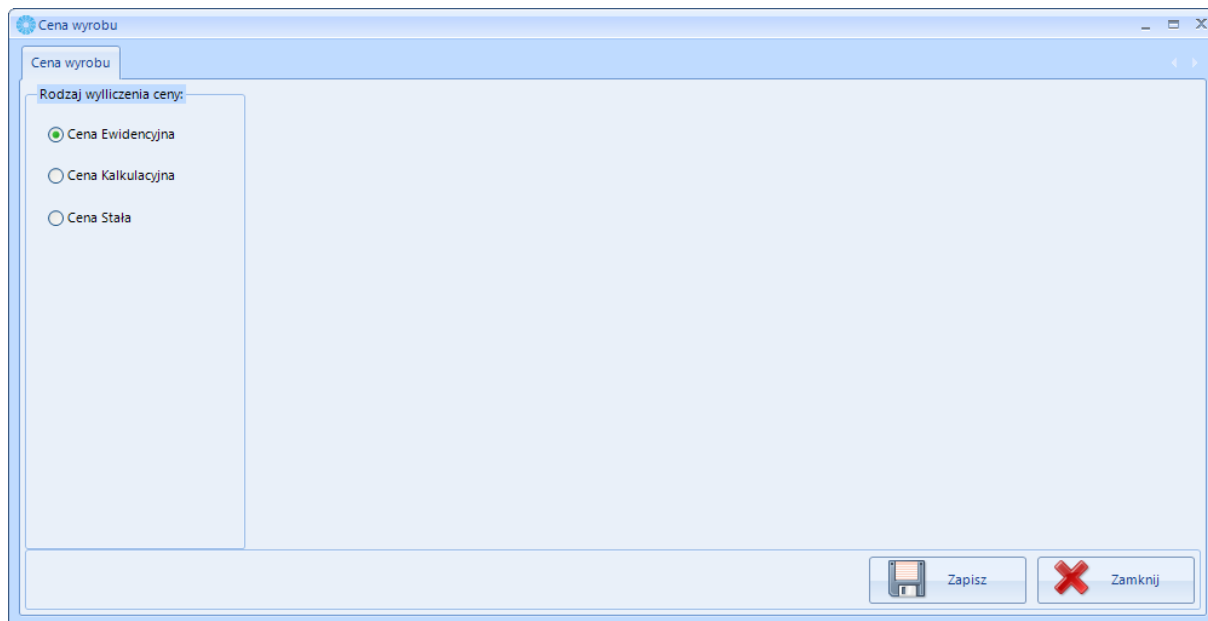 Cena wyrobu
Cena wyrobu
Rodzaj wylliczenia ceny:
Cena Ewidencyjna
Cena Kalkulacyjna
Cena Stała
Zapisz
Zamknij